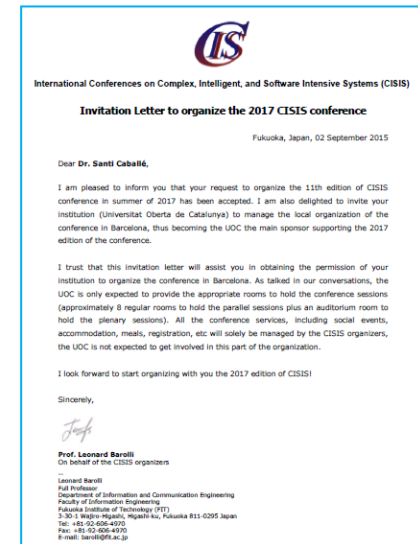 CIS
International Conferences on Complex, Intelligent, and Software Intensive Systems (CISIS)
Invitation Letter to organize the 2017 CISIS conference
Fukuoka, Japan, 02 September 2015
Dear Dr. Santi Caballé,
I am pleased to inform you that your request to organize the 11th edition of CISIS
conference in summer of 2017 has been accepted. I am also delighted to invite your
institution (Universitat Oberta de Catalunya) to manage the local organization of the
conference in Barcelona, thus becoming the UOC the main sponsor supporting the 2017
edition of the conference.
I trust that this invitation letter will assist you in obtaining the permission of your
institution to organize the conference in Barcelona. As talked in our conversations, the
UOC is only expected to provide the appropriate rooms to hold the conference sessions
(approximately 8 regular rooms to hold the parallel sessions plus an auditorium room to
hold the plenary sessions). All the conference services, including social events,
accommodation, meals, registration, etc will solely be managed by the CISIS organizers,
the UOC is not expected to get involved in this part of the organization.
I look forward to start organizing with you the 2017 edition of CISIS!
Sincerely,
Prof. Leonard Barolli
On behalf of the CISIS organizers
--
Leonard Barolli
Full Professor
Department of Information and Communication Engineering
Faculty of Information Engineering
Fukuoka Institute of Technology (FIT)
3-30-1 Wajiro-Higashi, Higashi-ku, Fukuoka 811-0295 Japan
Tel: +81-92-606-4970
Fax: +81-92-606-4970
E-mail: barolli@fit.ac.jp